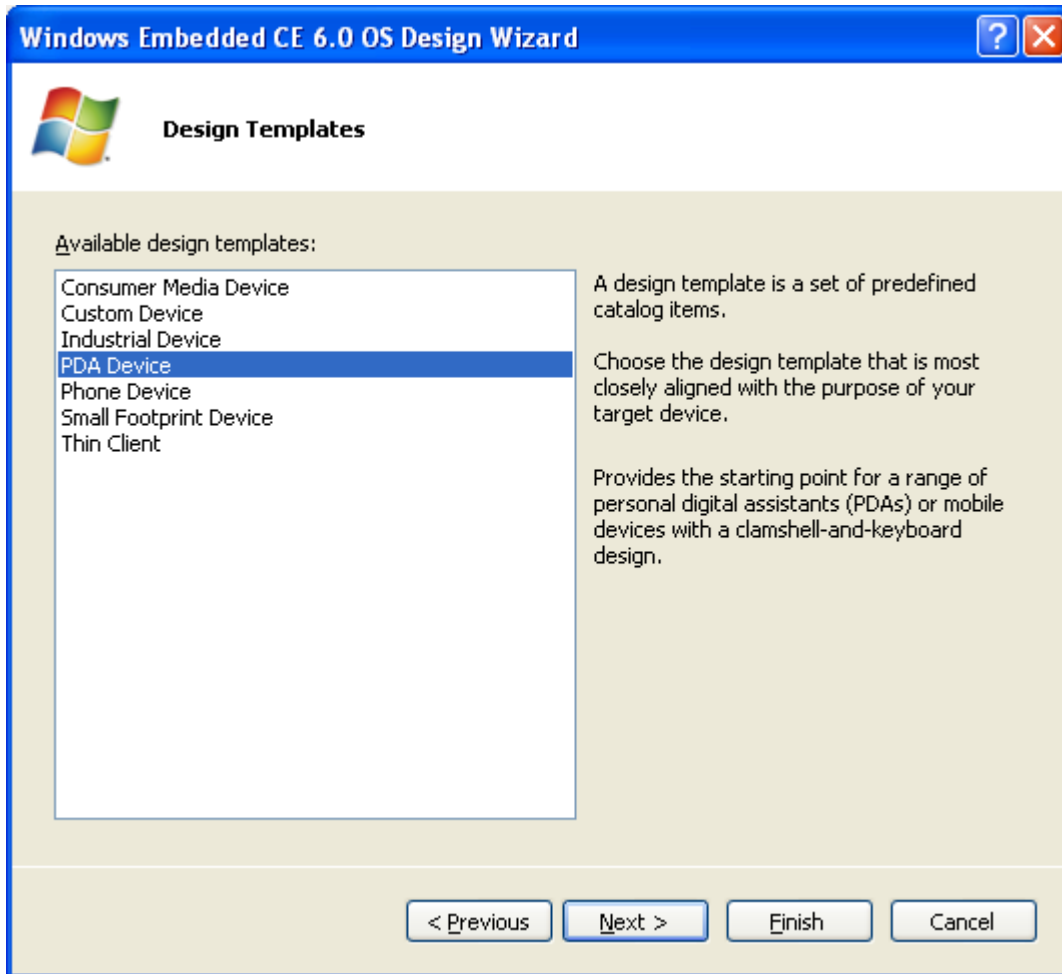 Windows Embedded CE 6.0 OS Design Wizard
Design Templates
Available design templates:
Consumer Media Device
Custom Device
Industrial Device
PDA Device
Phone Device
Small Footprint Device
Thin Client
A design template is a set of predefined
catalog items.
Choose the design template that is most
closely aligned with the purpose of your
target device.
Provides the starting point for a range of
personal digital assistants (PDAs) or mobile
devices with a clamshell-and-keyboard
design.
< Previous
Next >
Finish
Cancel